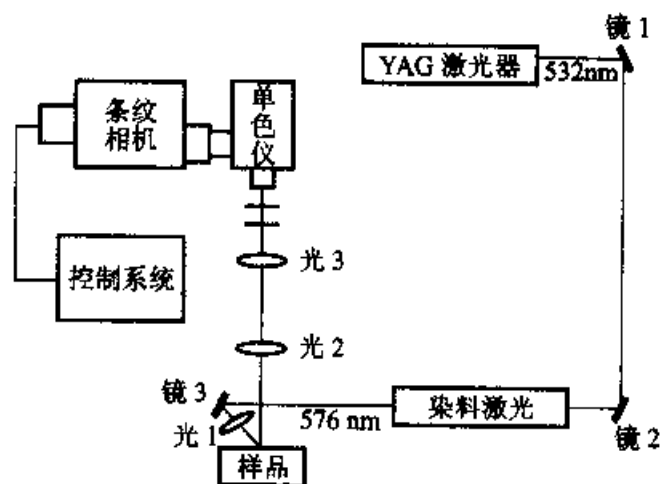 镜 1
YAG 激光器
532nm
条纹
相机
单
色
仪
光 3
控制系统
光 2
镜 3
576 nm
染料激光
光 1
镜 2
样品